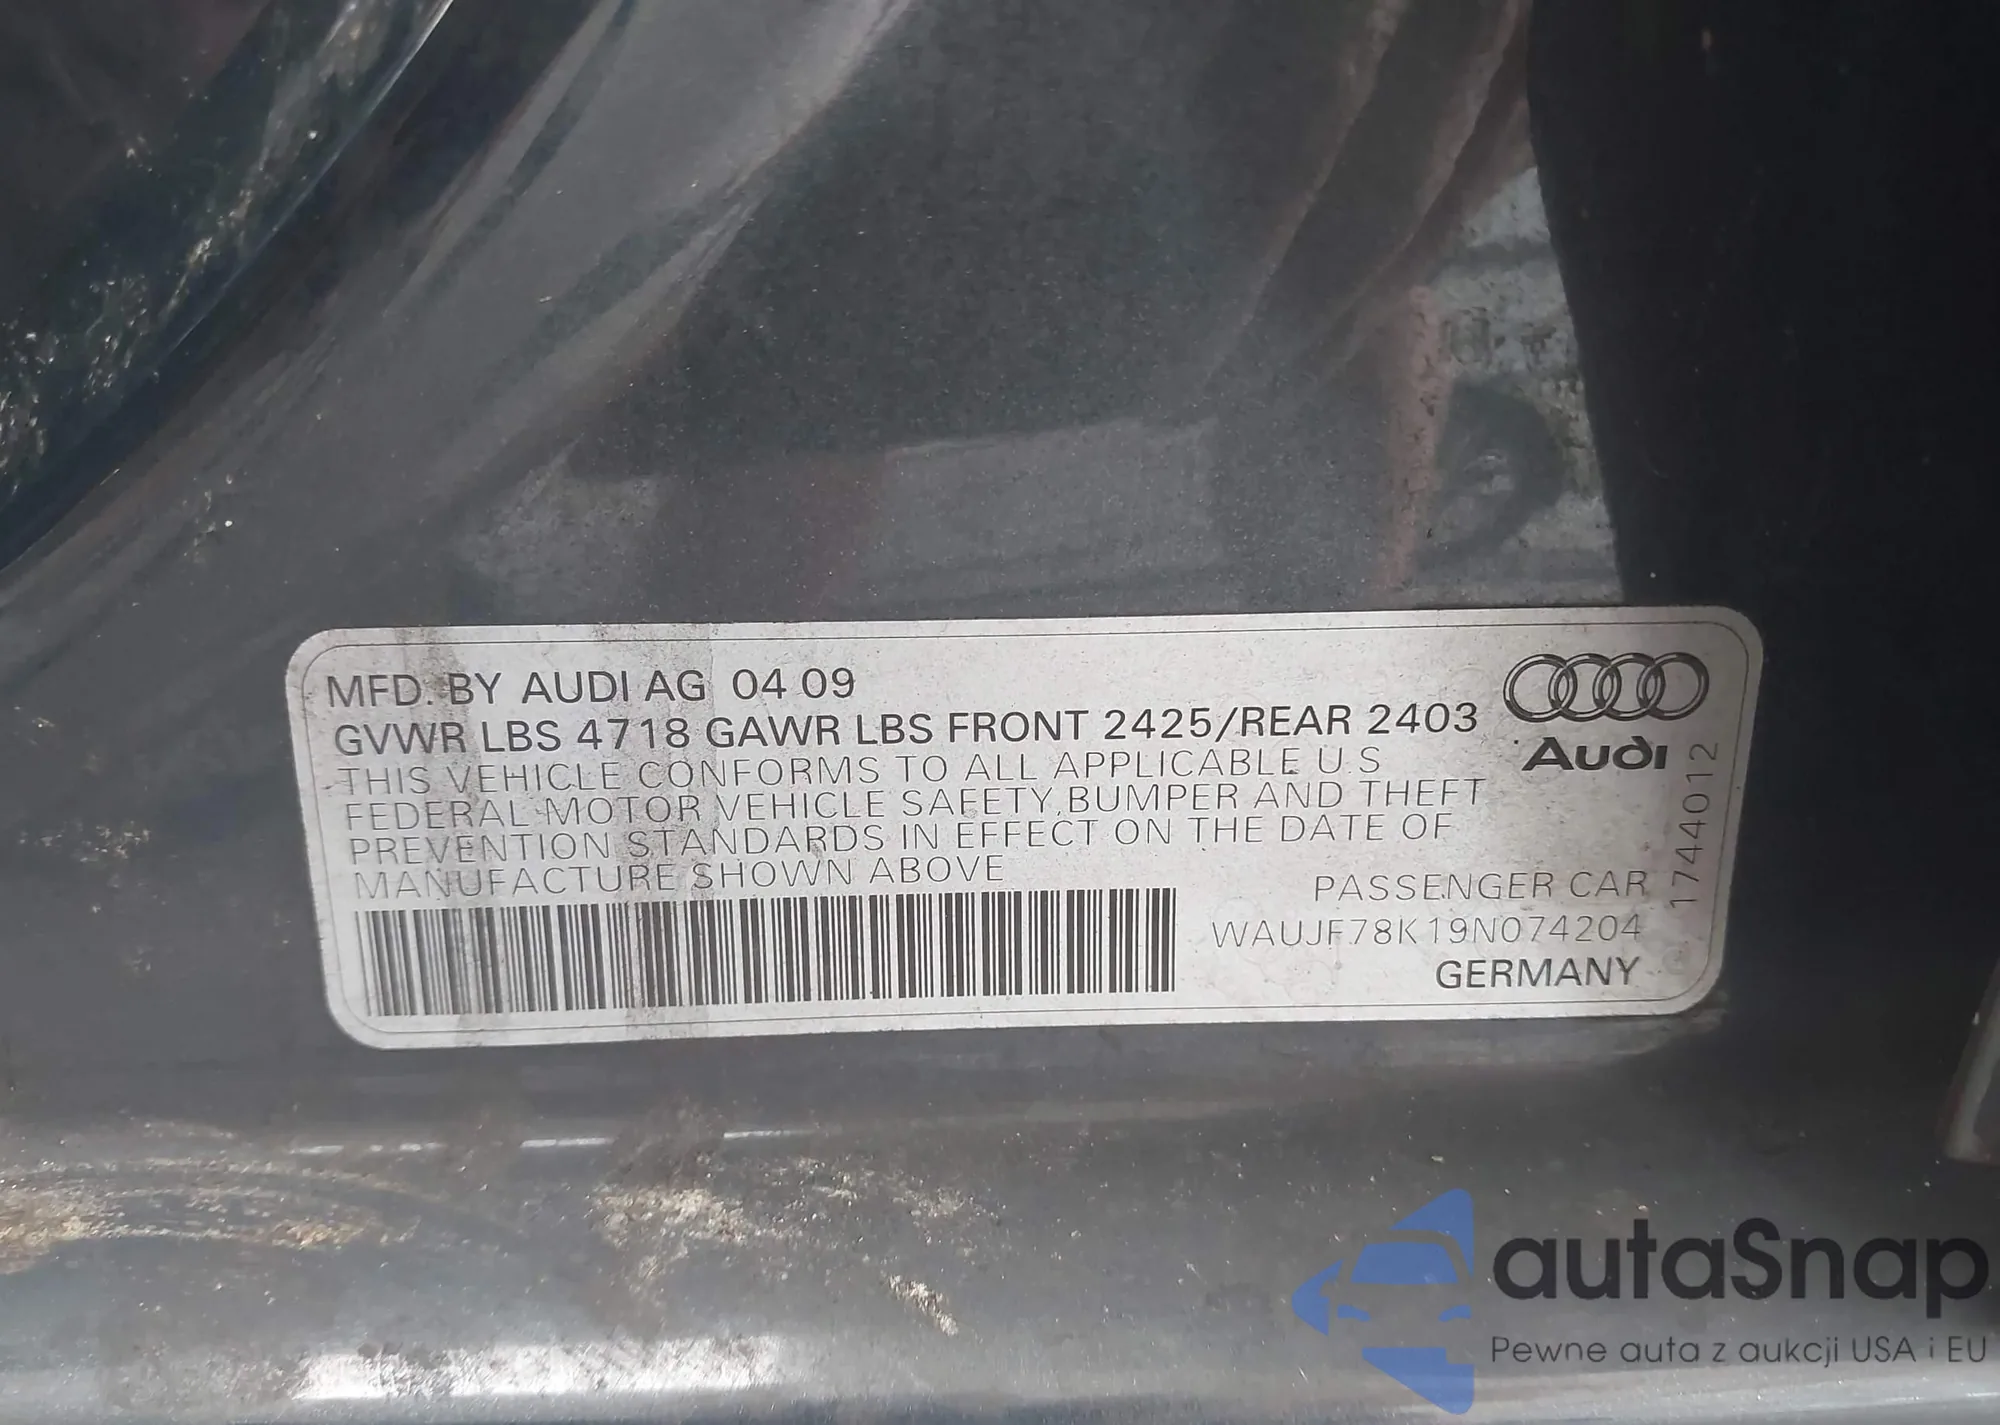 MFD. BY AUDI AG 04 09
GVWR LBS 4718 GAWR LBS FRONT 2425/REAR 2403
THIS VEHICLE CONFORMS TO ALL APPLICABLE U.S
FEDERAL MOTOR VEHICLE SAFETY, BUMPER AND THEFT
PREVENTION STANDARDS IN EFFECT ON THE DATE OF
MANUFACTURE SHOWN ABOVE
Audi
17444012
PASSENGER CAR
WAUJF78K19N074204
GERMANY
autaSnap
Pewne auta z aukcji USA i EU